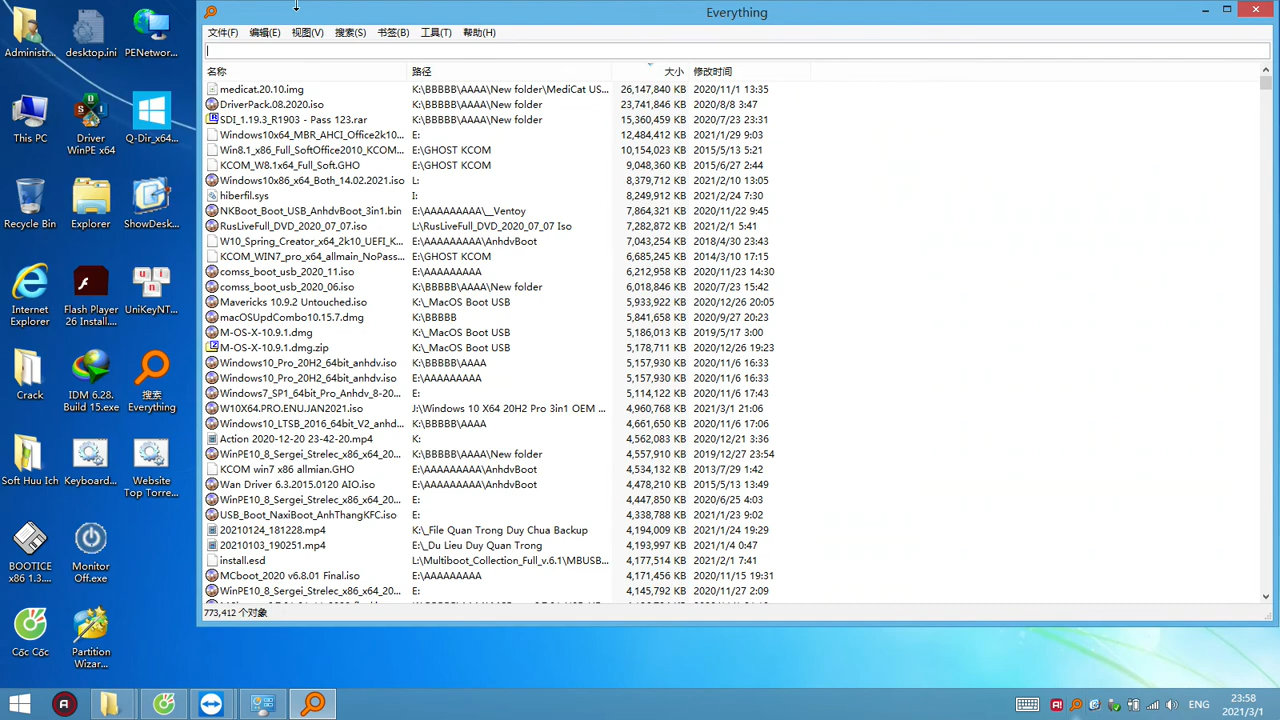 Everything
文件(F) 编辑(E) 视图(V) 搜索(S) 书签(B) 工具(T) 帮助(H)
名称 路径 大小 修改时间
medicat.20.10.img K:\BBBBB\AAAA\New folder\MediCat US... 26,147,840 KB 2020/11/1 13:35
DriverPack.08.2020.iso K:\BBBBB\AAAA\New folder 23,741,846 KB 2020/8/8 3:47
SDI_1.19.3_R1903 - Pass 123.rar K:\BBBBB\AAAA\New folder 15,360,459 KB 2020/7/23 23:31
Windows10x64_MBR_AHCI_Office2k10... E: 12,484,412 KB 2021/1/29 9:03
Win8.1_x86_Full_SoftOffice2010_KCOM... E:\GHOST KCOM 10,154,023 KB 2015/5/13 5:21
KCOM_W8.1x64_Full_Soft.GHO E:\GHOST KCOM 9,048,360 KB 2015/6/27 2:44
Windows10x86_x64_Both_14.02.2021.iso L: 8,379,712 KB 2021/2/10 13:05
hiberfil.sys I: 8,249,912 KB 2021/2/4 7:30
NKBoot_Boot_USB_AnhdvBoot_3in1.bin E:\AAAAAAAAA\__Ventoy 7,864,321 KB 2020/11/22 9:45
RusLiveFull_DVD_2020_07_07.iso L:\RusLiveFull_DVD_2020_07_07 Iso 7,282,872 KB 2021/2/1 5:41
W10_Spring_Creator_x64_2k10_UEFI_K... E:\AAAAAAAAA\AnhdvBoot 7,043,254 KB 2018/4/30 23:43
KCOM_WIN7_pro_x64_allmain_NoPass... E:\GHOST KCOM 6,685,245 KB 2014/3/10 17:15
comss_boot_usb_2020_11.iso E:\AAAAAAAAA 6,212,958 KB 2020/11/23 14:30
comss_boot_usb_2020_06.iso K:\BBBBB\AAAA\New folder 6,018,846 KB 2020/7/23 15:42
Mavericks 10.9.2 Untouched.iso K:\_MacOS Boot USB 5,933,922 KB 2020/12/26 20:05
macOSUpdCombo10.15.7.dmg K:\BBBBB 5,841,658 KB 2020/9/27 20:23
M-OS-X-10.9.1.dmg K:\_MacOS Boot USB 5,186,013 KB 2019/5/17 3:00
M-OS-X-10.9.1.dmg.zip K:\_MacOS Boot USB 5,178,711 KB 2020/12/26 19:23
Windows10_Pro_20H2_64bit_anhdv.iso K:\BBBBB\AAAA 5,157,930 KB 2020/11/6 16:33
Windows10_Pro_20H2_64bit_anhdv.iso E:\AAAAAAAAA 5,157,930 KB 2020/11/6 16:33
Windows7_SP1_64bit_Pro_Anhdv_8-20... E: 5,114,122 KB 2020/11/6 17:43
W10X64.PRO.ENU.JAN2021.iso J:\Windows 10 X64 20H2 Pro 3in1 OEM ... 4,960,768 KB 2021/3/1 21:06
Windows10_LTSB_2016_64bit_V2_anhd... K:\BBBBB\AAAA 4,661,650 KB 2020/11/6 17:06
Action 2020-12-20 23-42-20.mp4 K: 4,562,083 KB 2020/12/21 3:36
WinPE10_8_Sergei_Strelec_x86_x64_20... K:\BBBBB\AAAA\New folder 4,557,910 KB 2019/12/27 23:54
KCOM win7 x86 allmian.GHO E:\AAAAAAAAA\AnhdvBoot 4,534,132 KB 2013/7/29 1:42
Wan Driver 6.3.2015.0120 AIO.iso E:\AAAAAAAAA\AnhdvBoot 4,478,210 KB 2015/5/13 13:49
WinPE10_8_Sergei_Strelec_x86_x64_20... E: 4,447,850 KB 2020/6/25 4:03
USB_Boot_NaxiBoot_AnhThangKFC.iso E: 4,338,788 KB 2021/1/23 9:02
20210124_181228.mp4 K:\_File Quan Trong Duy Chua Backup 4,194,009 KB 2021/1/24 19:29
20210103_190251.mp4 E:\_Du Lieu Duy Quan Trong 4,193,997 KB 2021/1/4 0:47
install.esd L:\Multiboot_Collection_Full_v.6.1\MBUSB... 4,177,514 KB 2021/2/1 7:41
MCboot_2020 v6.8.01 Final.iso E:\AAAAAAAAA 4,171,456 KB 2020/11/15 19:31
WinPE10_8_Sergei_Strelec_x86_x64_20... E: 4,145,792 KB 2020/11/27 2:09
773,412 个对象
Administr... desktop.ini PENetwor...
This PC Driver WinPE x64 Q-Dir_x64...
Recycle Bin Explorer ShowDesk...
Internet Explorer Flash Player 26 Install.... UniKeyNT...
Crack IDM 6.28. Build 15.exe 搜索 Everything
Soft Huu Ich Keyboard... Website Top Torre...
BOOTICE x86 1.3.... Monitor Off.exe
Cốc Cốc Partition Wizar...
ENG 23:58
2021/3/1